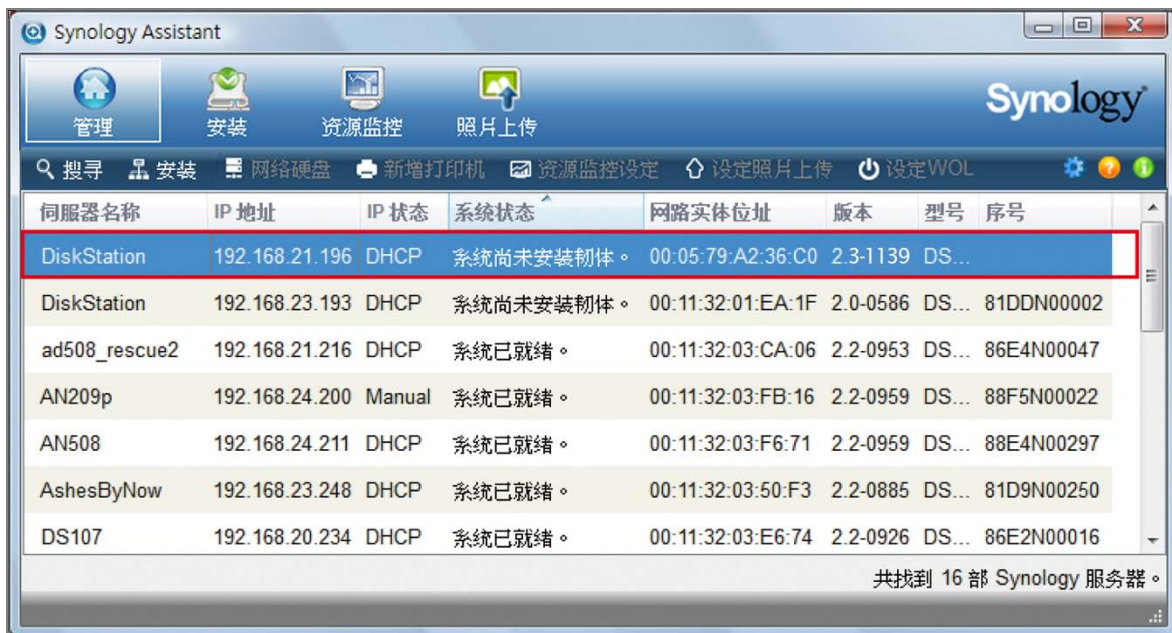 Synology Assistant
管理 安装 资源监控 照片上传 Synology
搜寻 安装 网络硬盘 新增打印机 资源监控设定 设定照片上传 设定WOL
伺服器名称 IP 地址 IP 状态 系统状态 网路实体位址 版本 型号 序号
DiskStation 192.168.21.196 DHCP 系统尚未安装韧体。 00:05:79:A2:36:C0 2.3-1139 DS...
DiskStation 192.168.23.193 DHCP 系统尚未安装韧体。 00:11:32:01:EA:1F 2.0-0586 DS... 81DDN00002
ad508_rescue2 192.168.21.216 DHCP 系统已就绪。 00:11:32:03:CA:06 2.2-0953 DS... 86E4N00047
AN209p 192.168.24.200 Manual 系统已就绪。 00:11:32:03:FB:16 2.2-0959 DS... 88F5N00022
AN508 192.168.24.211 DHCP 系统已就绪。 00:11:32:03:F6:71 2.2-0959 DS... 88E4N00297
AshesByNow 192.168.23.248 DHCP 系统已就绪。 00:11:32:03:50:F3 2.2-0885 DS... 81D9N00250
DS107 192.168.20.234 DHCP 系统已就绪。 00:11:32:03:E6:74 2.2-0926 DS... 86E2N00016
共找到 16 部 Synology 服务器。